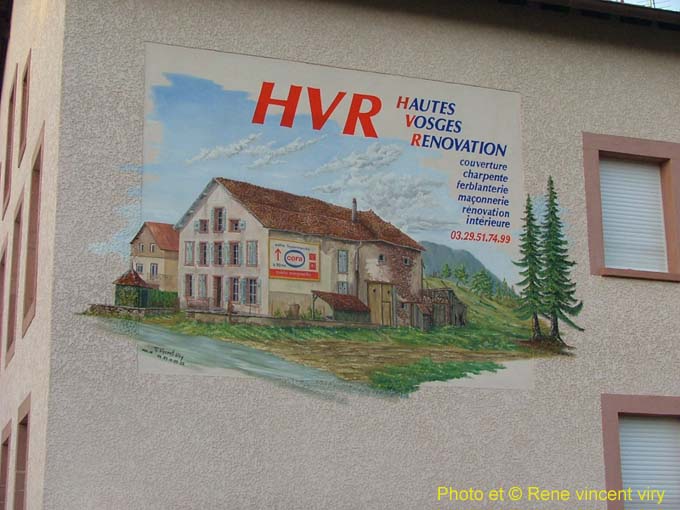 HVR
HAUTES
VOSGES
RENOVATION
couverture
charpente
ferblanterie
maçonnerie
rénovation
intérieure
03.29.51.74.99
cora
Photo et © Rene vincent viry